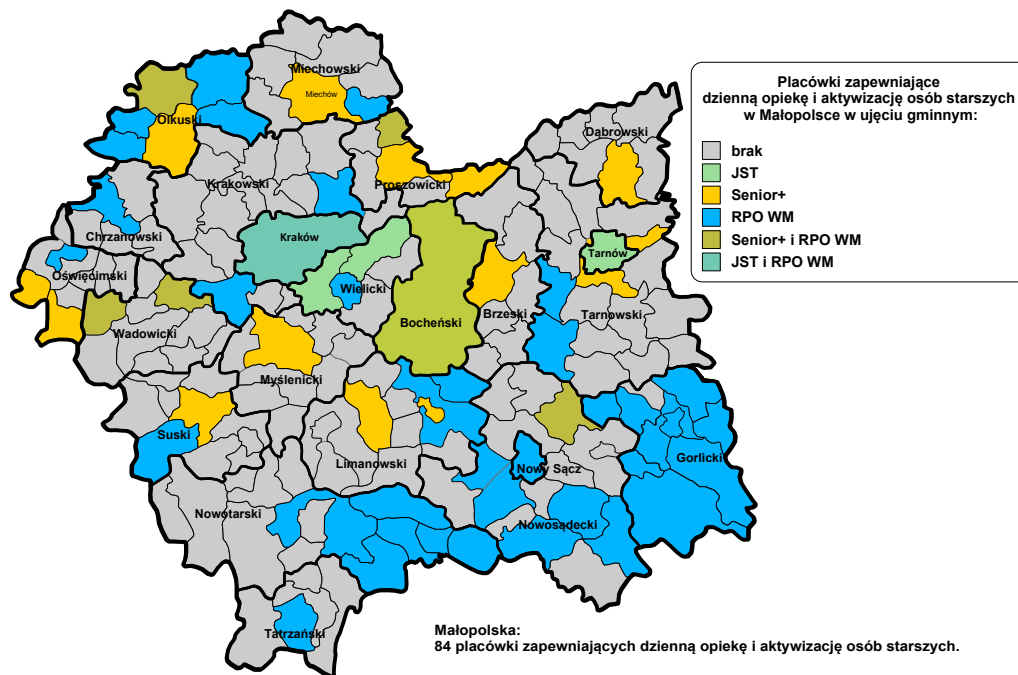 Miechowski
Miechów
Olkuski
Dąbrowski
Krakowski
Proszowicki
Chrzanowski
Kraków
Tarnów
Oświęcimski
Wielicki
Bocheński
Brzeski
Tarnowski
Wadowicki
Myślenicki
Suski
Limanowski
Nowy Sącz
Gorlicki
Nowotarski
Nowosądecki
Tatrzański
Placówki zapewniające
dzienną opiekę i aktywizację osób starszych
w Małopolsce w ujęciu gminnym:
brak
JST
Senior+
RPO WM
Senior+ i RPO WM
JST i RPO WM
Małopolska:
84 placówki zapewniających dzienną opiekę i aktywizację osób starszych.